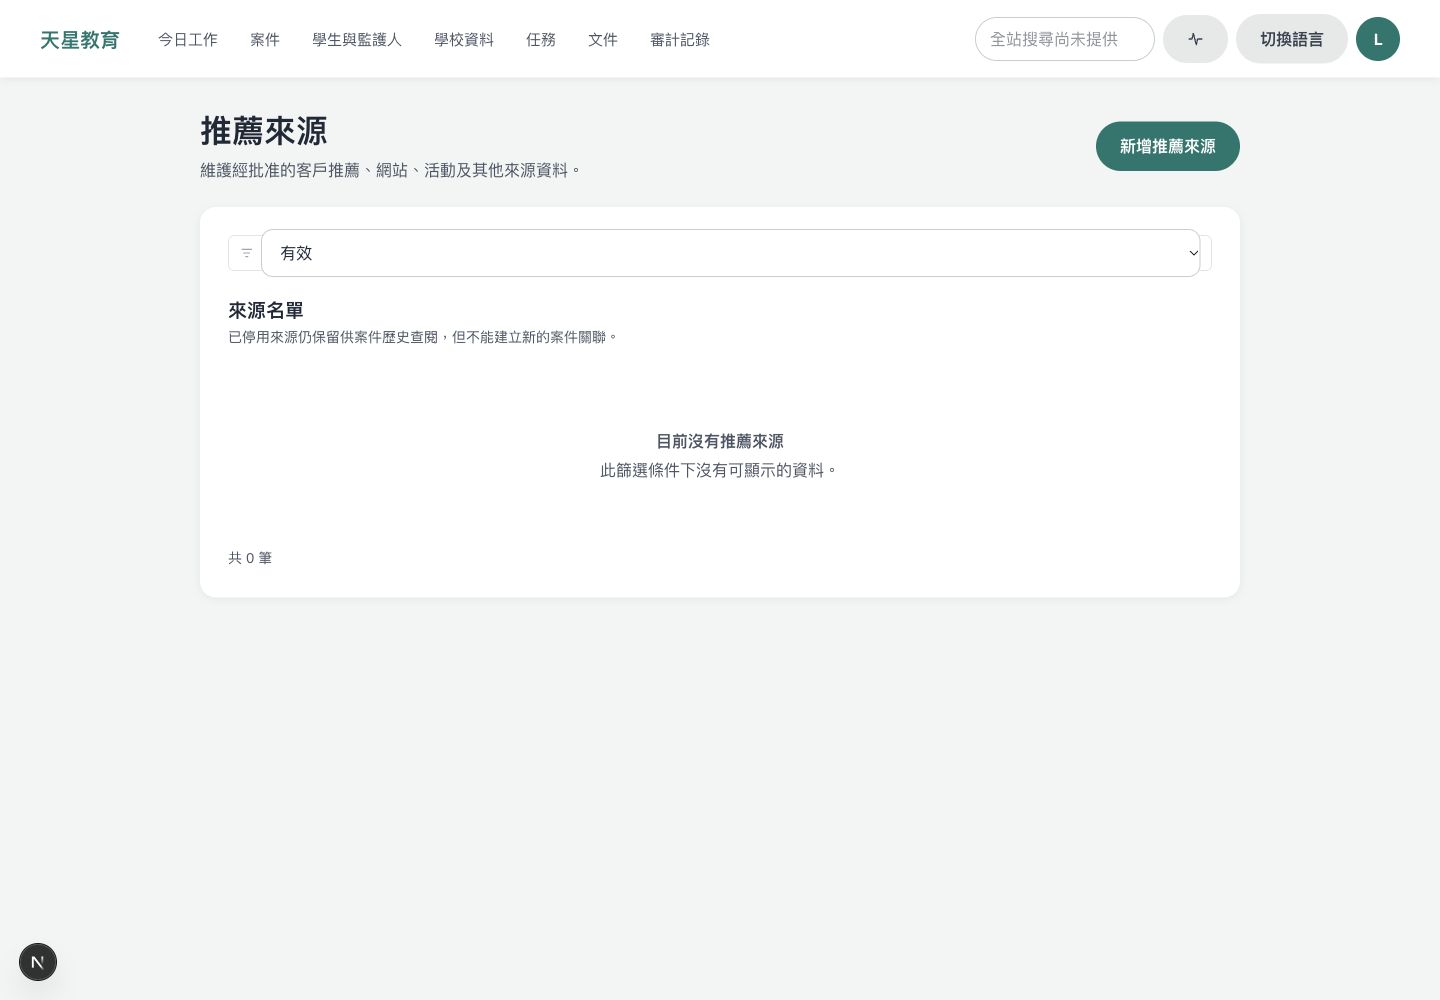 天星教育
今日工作
案件
學生與監護人
學校資料
任務
文件
審計記錄
全站搜尋尚未提供
切換語言
L
推薦來源
維護經批准的客戶推薦、網站、活動及其他來源資料。
新增推薦來源
有效
來源名單
已停用來源仍保留供案件歷史查閱，但不能建立新的案件關聯。
目前沒有推薦來源
此篩選條件下沒有可顯示的資料。
共 0 筆
N